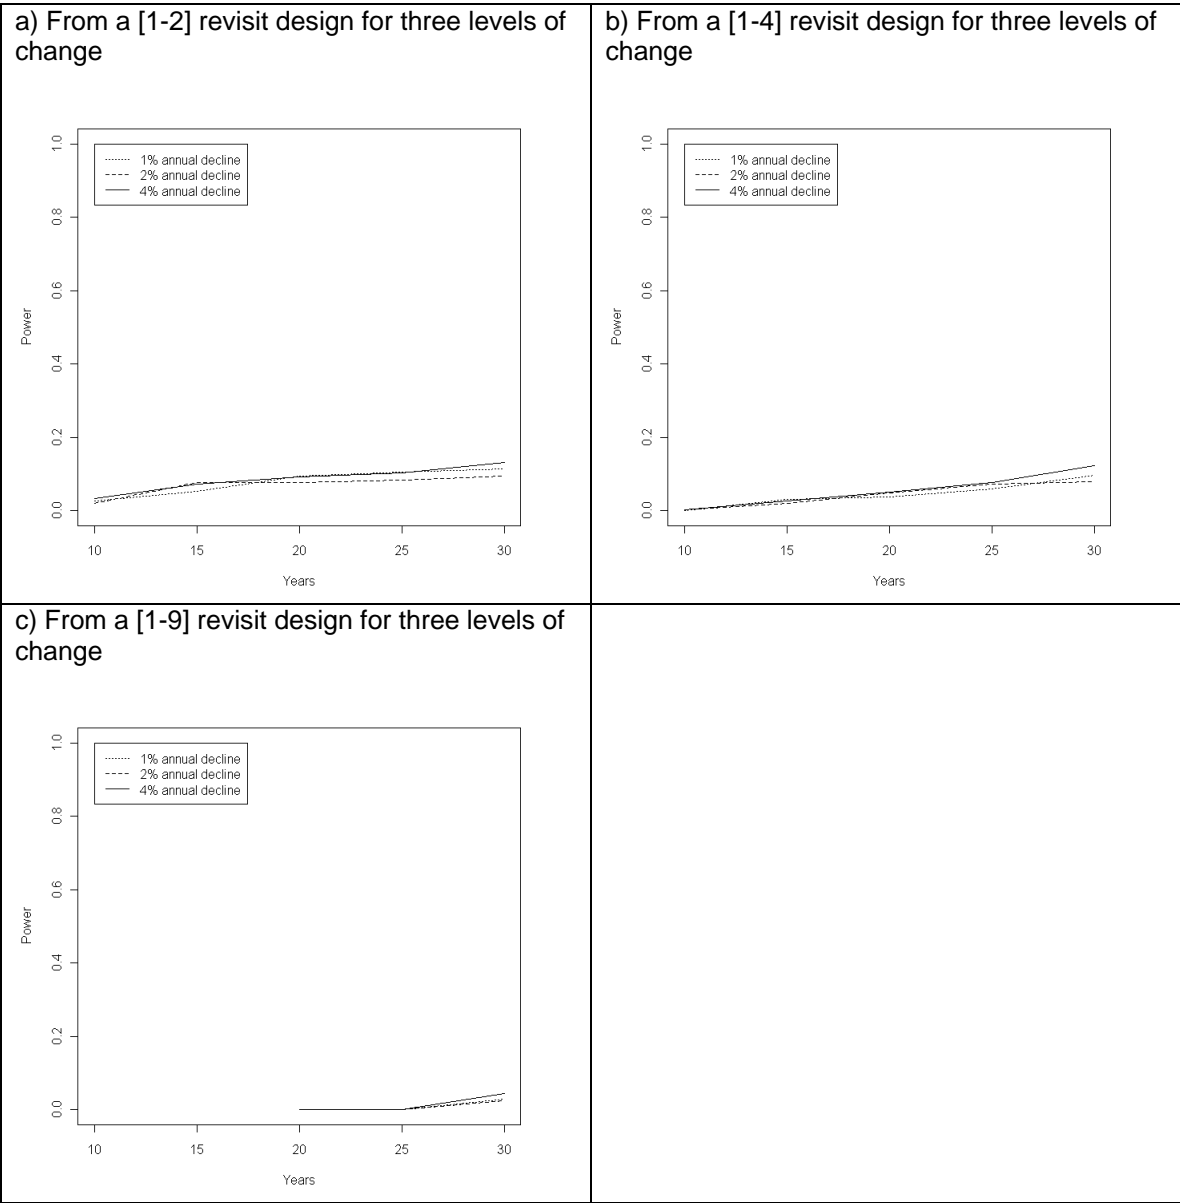 a) From a [1-2] revisit design for three levels of
change
1.0
0.8
0.6
0.4
0.2
0.0
Power
1% annual decline
2% annual decline
4% annual decline
10 15 20 25 30
Years
b) From a [1-4] revisit design for three levels of
change
1.0
0.8
0.6
0.4
0.2
0.0
Power
1% annual decline
2% annual decline
4% annual decline
10 15 20 25 30
Years
c) From a [1-9] revisit design for three levels of
change
1.0
0.8
0.6
0.4
0.2
0.0
Power
1% annual decline
2% annual decline
4% annual decline
10 15 20 25 30
Years